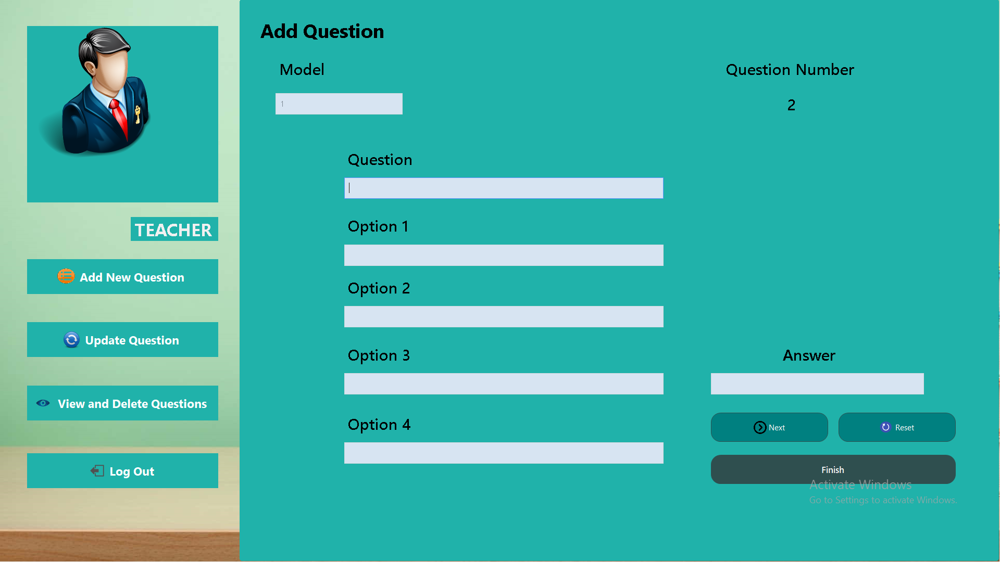 Add Question
Model
Question Number
1
2
Question
TEACHER
Option 1
Add New Question
Option 2
Update Question
Option 3
Answer
View and Delete Questions
Option 4
Next
Reset
Log Out
Finish
Activate Windows
Go to Settings to activate Windows.